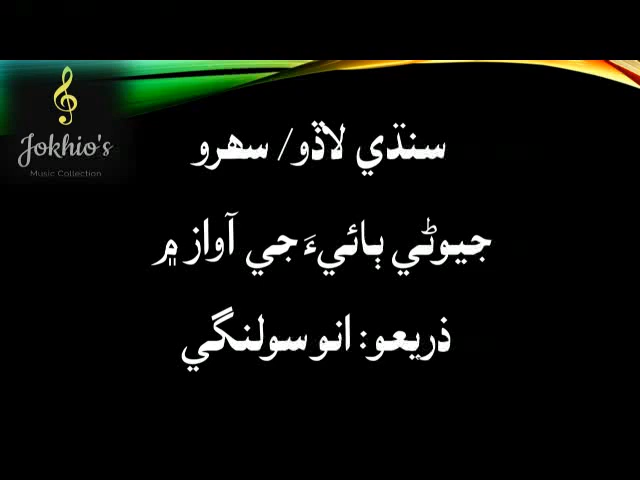 Jokhio's
Music Collection
سنڌي لاڏو/ سهرو
جيوڻي ٻائيءَ جي آواز ۾
ذريعو: انو سولنگي